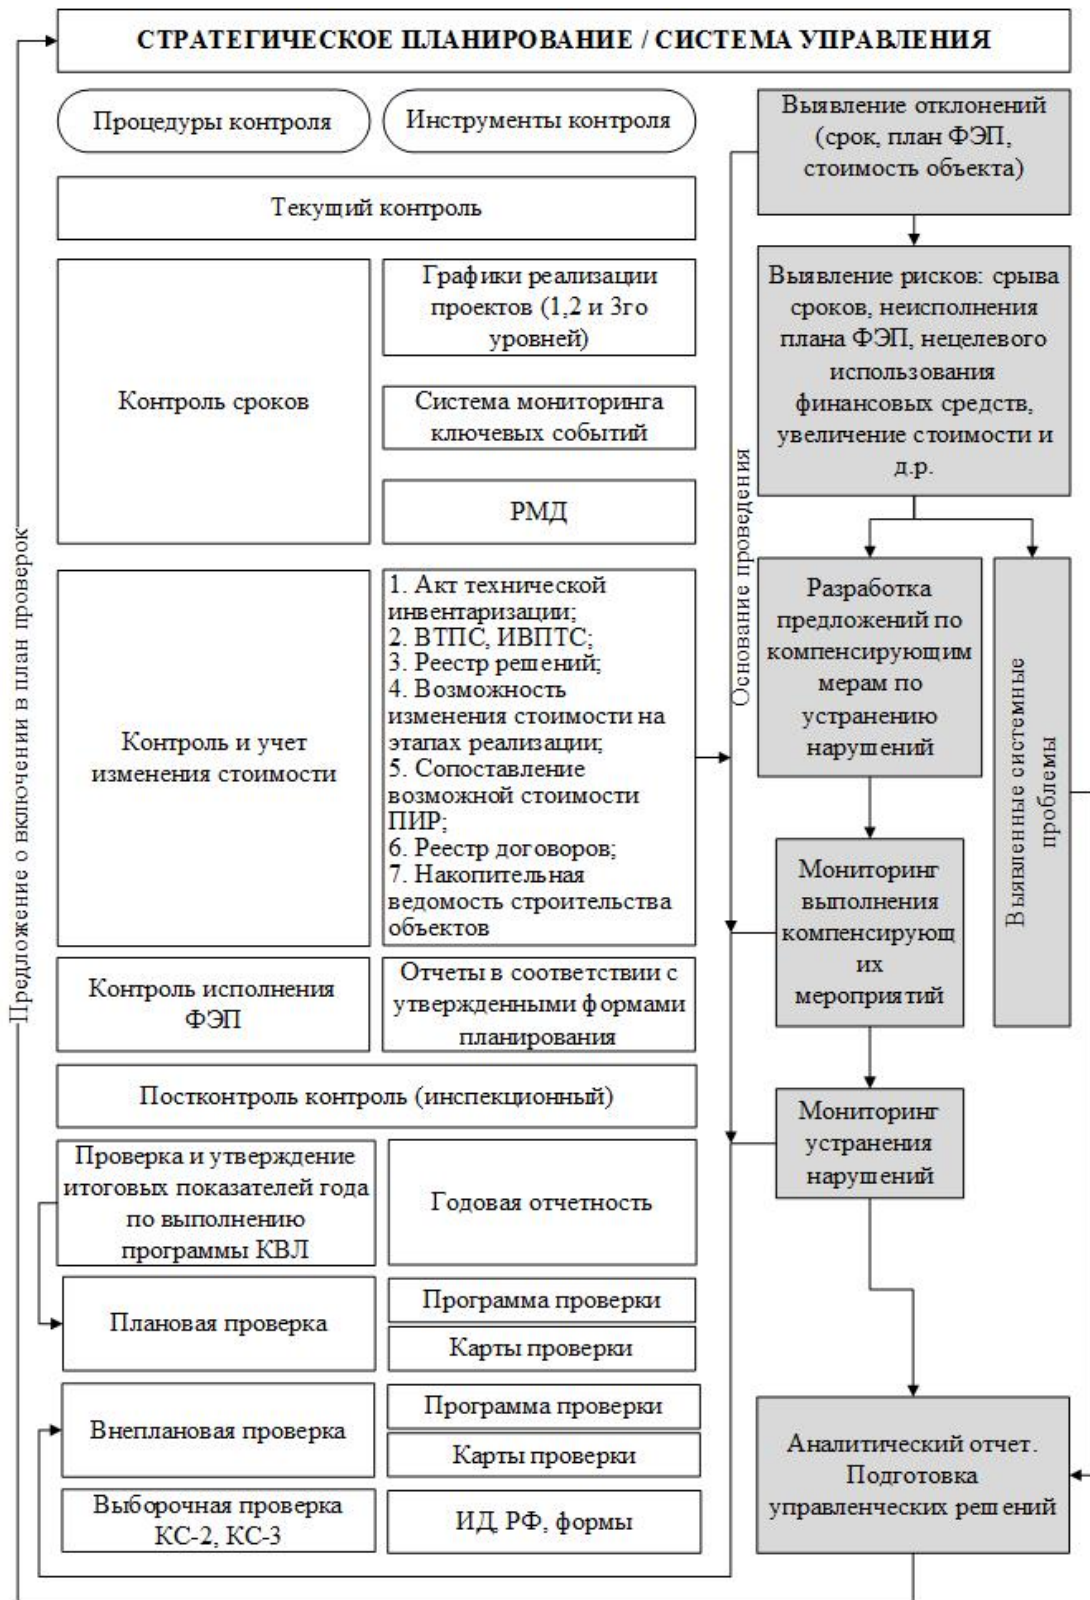 СТРАТЕГИЧЕСКОЕ ПЛАНИРОВАНИЕ / СИСТЕМА УПРАВЛЕНИЯ
Процедуры контроля
Инструменты контроля
Текущий контроль
Контроль сроков
Графики реализации
проектов (1,2 и 3го
уровней)
Система мониторинга
ключевых событий
РМД
Контроль и учет
изменения стоимости
1. Акт технической
инвентаризации;
2. ВТПС, ИВПТС;
3. Реестр решений;
4. Возможность
изменения стоимости на
этапах реализации;
5. Сопоставление
возможной стоимости
ПИР;
6. Реестр договоров;
7. Накопительная
ведомость строительства
объектов
Контроль исполнения
ФЭП
Отчеты в соответствии с
утвержденными формами
планирования
Постконтроль контроль (инспекционный)
Проверка и утверждение
итоговых показателей года
по выполнению
программы КВЛ
Годовая отчетность
Плановая проверка
Программа проверки
Карты проверки
Внеплановая проверка
Программа проверки
Карты проверки
Выборочная проверка
КС-2, КС-3
ИД, РФ, формы
Выявление отклонений
(срок, план ФЭП,
стоимость объекта)
Выявление рисков: срыва
сроков, неисполнения
плана ФЭП, нецелевого
использования
финансовых средств,
увеличение стоимости и
д.р.
Разработка
предложений по
компенсирующим
мерам по
устранению
нарушений
Выявленные системные
проблемы
Мониторинг
выполнения
компенсирующ
их
мероприятий
Мониторинг
устранения
нарушений
Аналитический отчет.
Подготовка
управленческих решений
Основание проведения
Предложение о включении в план проверок